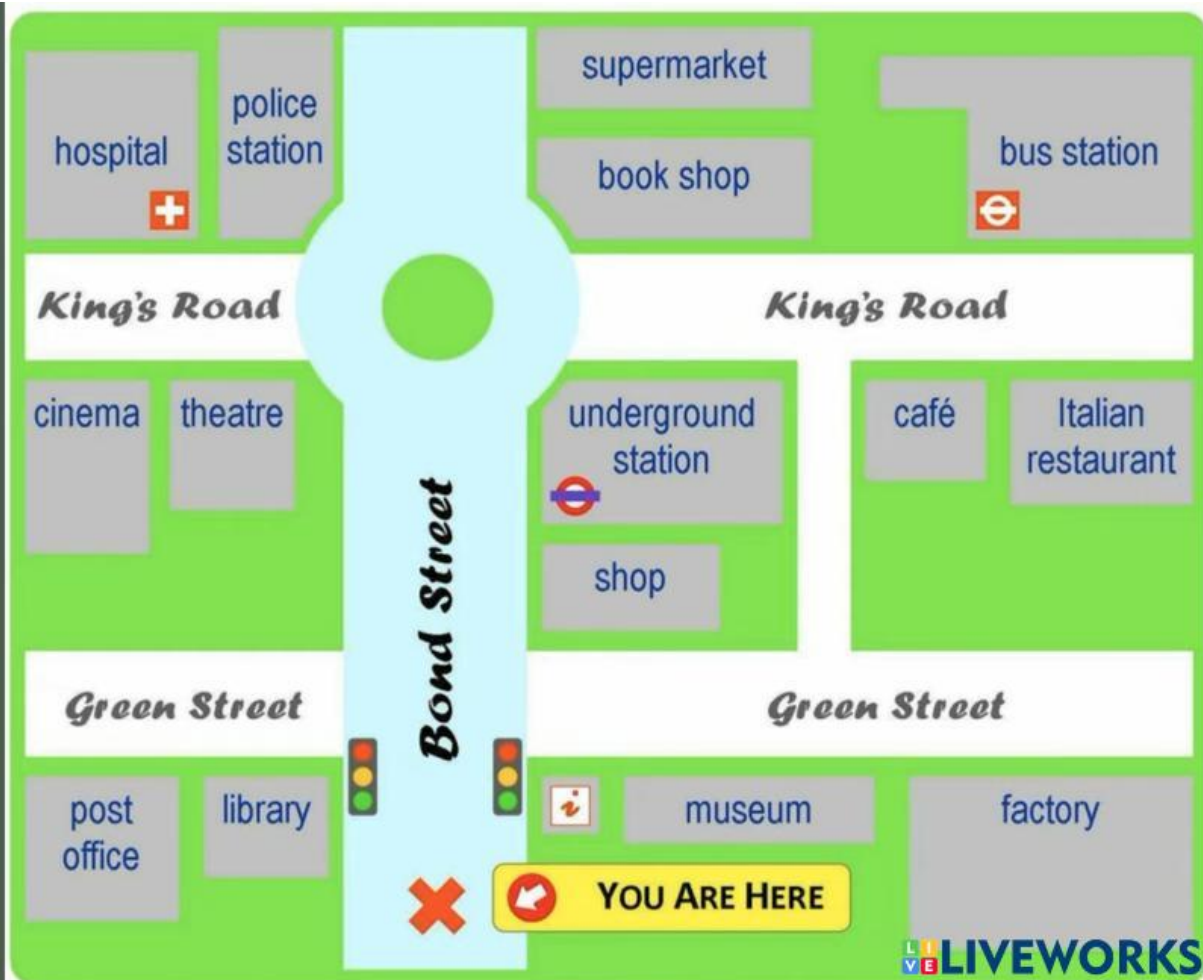 supermarket
police
station
hospital
bus station
book shop
King's Road
King's Road
cinema
theatre
underground
station
café
Italian
restaurant
shop
Bond Street
Green Street
Green Street
post
office
library
i
museum
factory
YOU ARE HERE
LIVE LIVEWORKS